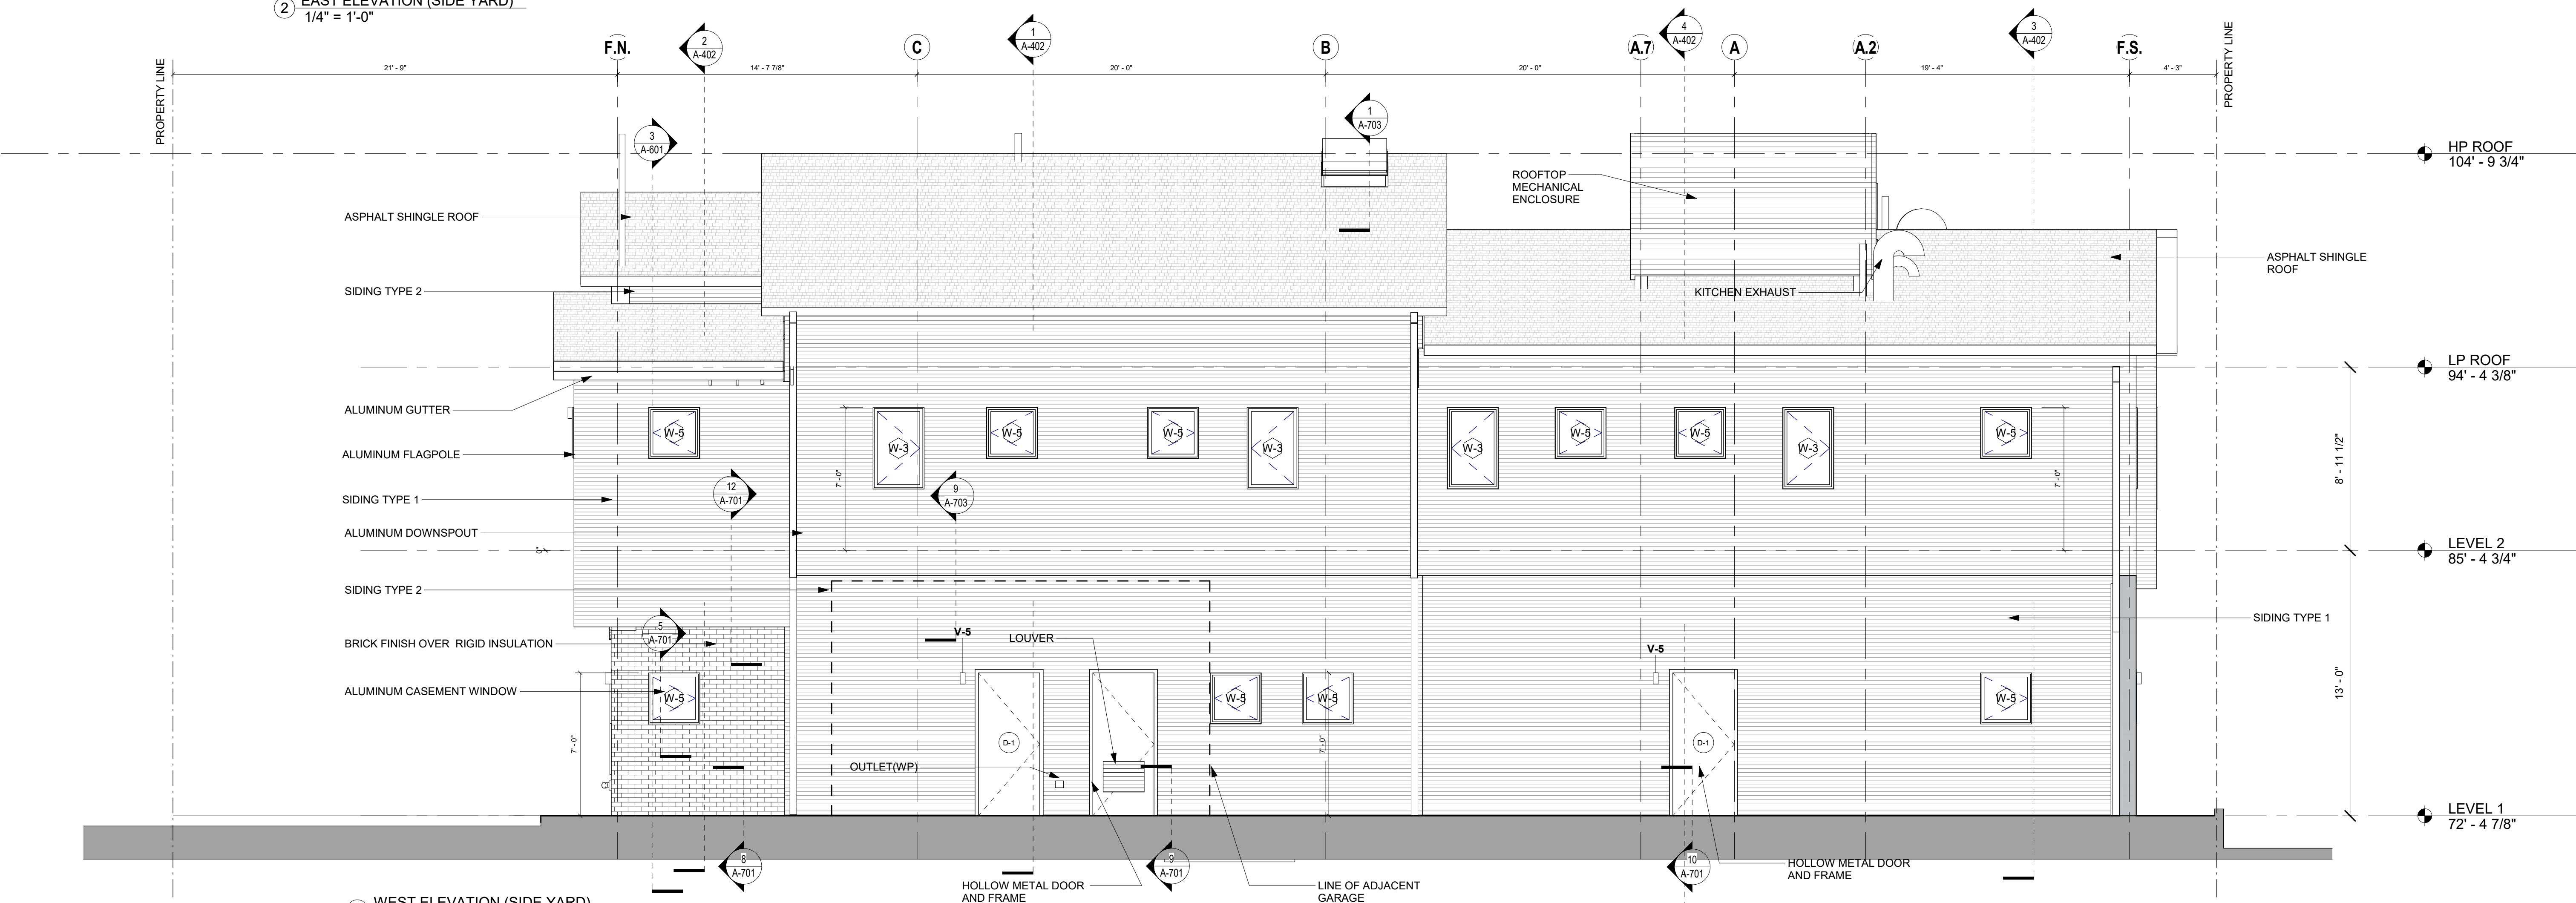 2 EAST ELEVATION (SIDE YARD)
1/4" = 1'-0"
PROPERTY LINE
F.N.
2
A-402
C
1
A-402
B
A.7
4
A-402
A
A.2
3
A-402
F.S.
PROPERTY LINE
21' - 9"
14' - 7 7/8"
20' - 0"
20' - 0"
19' - 4"
4' - 3"
3
A-601
1
A-703
HP ROOF
104' - 9 3/4"
ROOFTOP
MECHANICAL
ENCLOSURE
ASPHALT SHINGLE ROOF
ASPHALT SHINGLE
ROOF
SIDING TYPE 2
KITCHEN EXHAUST
LP ROOF
94' - 4 3/8"
ALUMINUM GUTTER
W-5
W-3
W-5
W-5
W-3
W-3
W-5
W-5
W-3
W-5
ALUMINUM FLAGPOLE
7' - 0"
7' - 0"
8' - 11 1/2"
12
A-701
9
A-703
SIDING TYPE 1
ALUMINUM DOWNSPOUT
LEVEL 2
85' - 4 3/4"
SIDING TYPE 2
SIDING TYPE 1
5
A-701
V-5
LOUVER
V-5
BRICK FINISH OVER RIGID INSULATION
ALUMINUM CASEMENT WINDOW
W-5
W-5
W-5
W-5
13' - 0"
7' - 0"
D-1
7' - 0"
D-1
OUTLET(WP)
LEVEL 1
72' - 4 7/8"
8
A-701
9
A-701
10
A-701
HOLLOW METAL DOOR
AND FRAME
HOLLOW METAL DOOR
AND FRAME
LINE OF ADJACENT
GARAGE
WEST ELEVATION (SIDE YARD)